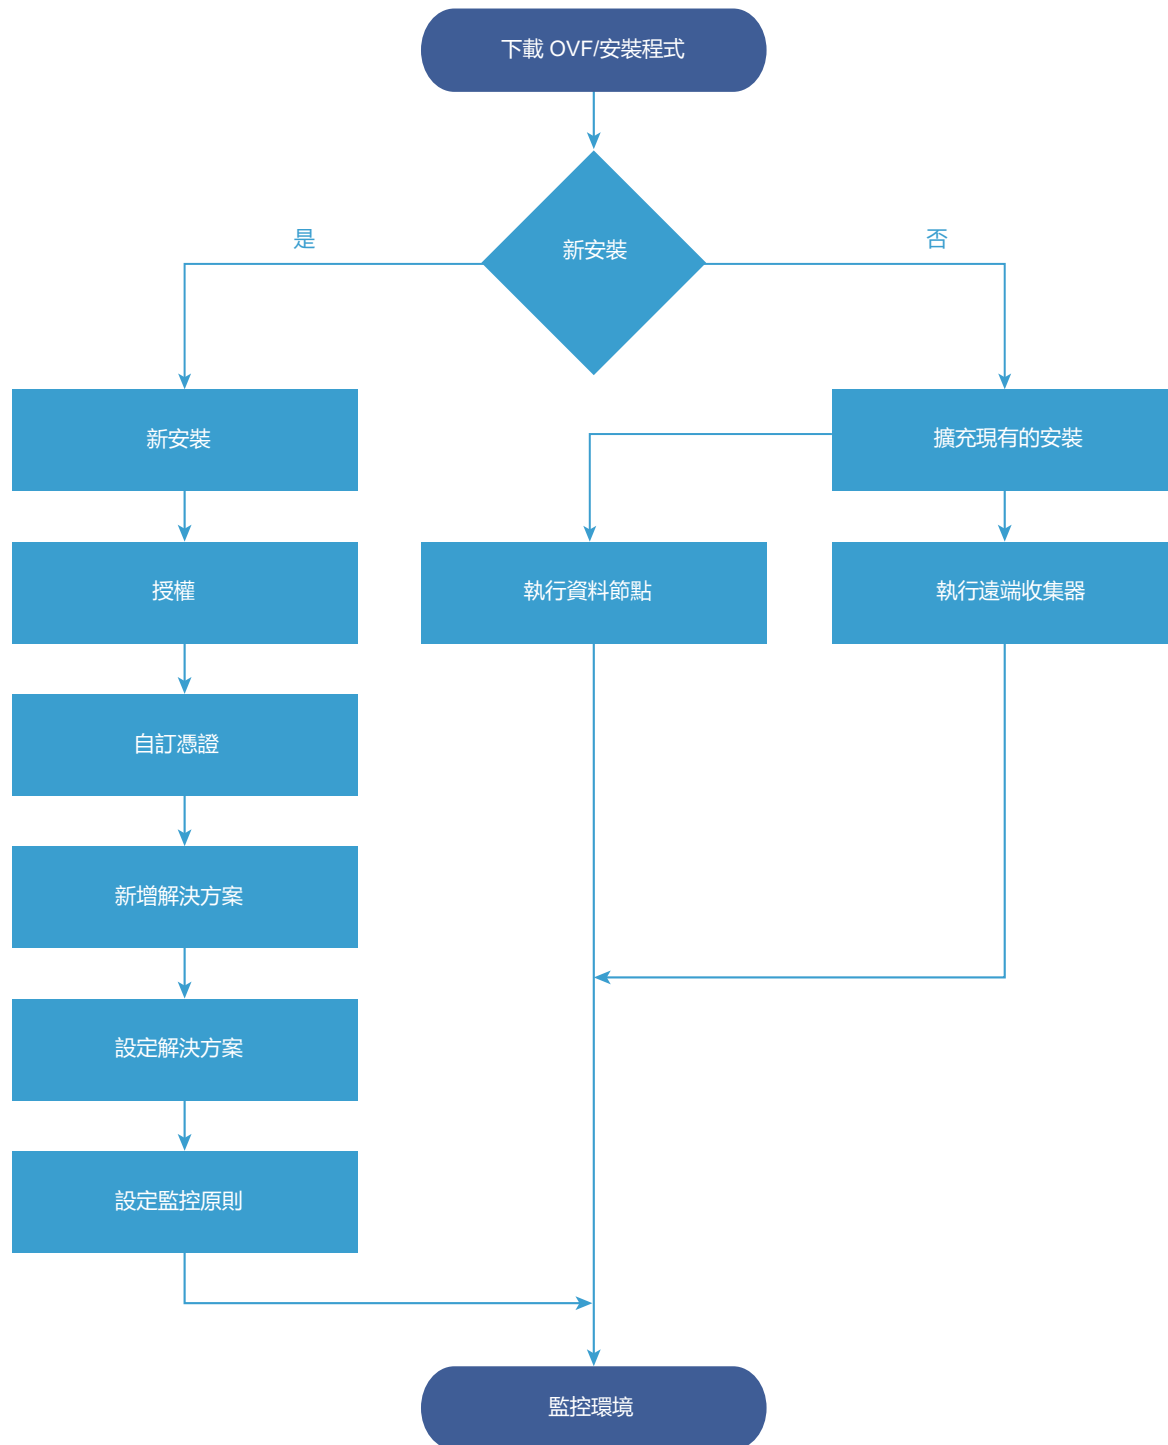 下載 OVF/安裝程式
新安裝
是
否
新安裝
擴充現有的安裝
授權
執行資料節點
執行遠端收集器
自訂憑證
新增解決方案
設定解決方案
設定監控原則
監控環境